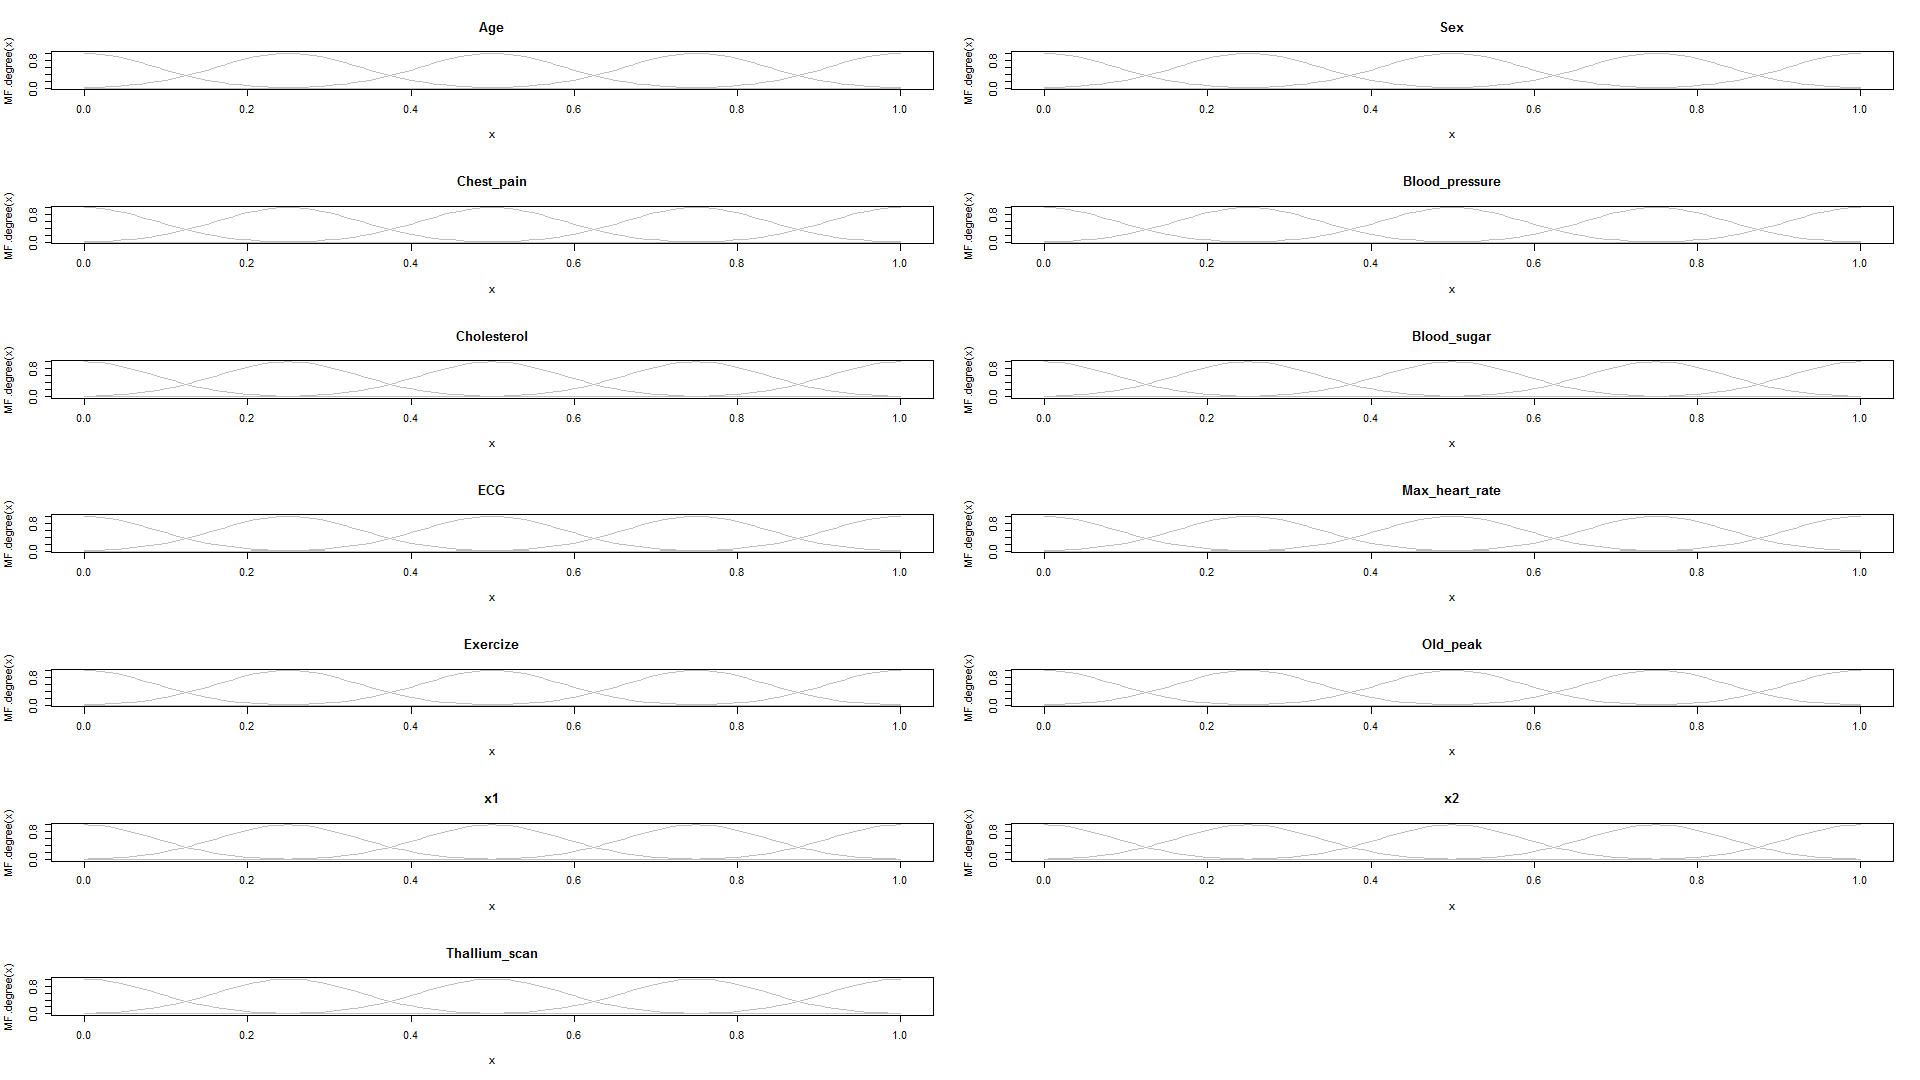 Age Sex
MF.degree(x) 0.0 0.8 MF.degree(x) 0.0 0.8
0.0 0.2 0.4 0.6 0.8 1.0 0.0 0.2 0.4 0.6 0.8 1.0
x x
Chest_pain Blood_pressure
MF.degree(x) 0.0 0.8 MF.degree(x) 0.0 0.8
0.0 0.2 0.4 0.6 0.8 1.0 0.0 0.2 0.4 0.6 0.8 1.0
x x
Cholesterol Blood_sugar
MF.degree(x) 0.0 0.8 MF.degree(x) 0.0 0.8
0.0 0.2 0.4 0.6 0.8 1.0 0.0 0.2 0.4 0.6 0.8 1.0
x x
ECG Max_heart_rate
MF.degree(x) 0.0 0.8 MF.degree(x) 0.0 0.8
0.0 0.2 0.4 0.6 0.8 1.0 0.0 0.2 0.4 0.6 0.8 1.0
x x
Exercize Old_peak
MF.degree(x) 0.0 0.8 MF.degree(x) 0.0 0.8
0.0 0.2 0.4 0.6 0.8 1.0 0.0 0.2 0.4 0.6 0.8 1.0
x x
x1 x2
MF.degree(x) 0.0 0.8 MF.degree(x) 0.0 0.8
0.0 0.2 0.4 0.6 0.8 1.0 0.0 0.2 0.4 0.6 0.8 1.0
x x
Thallium_scan
MF.degree(x) 0.0 0.8
0.0 0.2 0.4 0.6 0.8 1.0
x